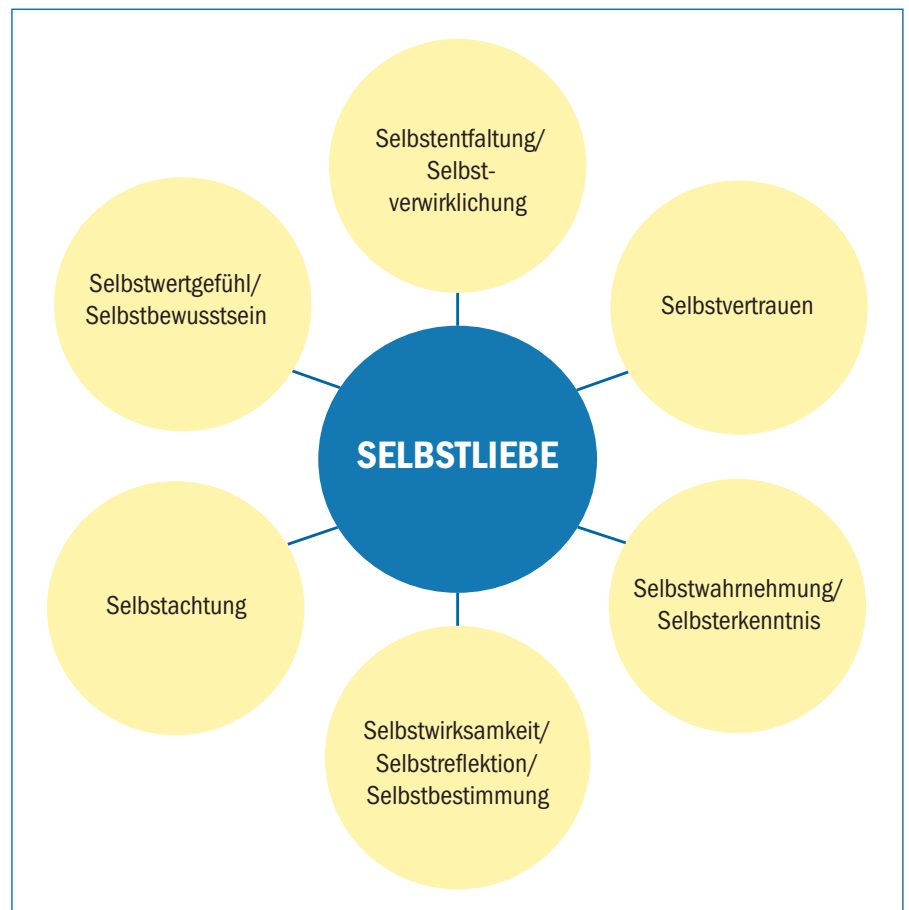 Selbstentfaltung/
Selbst-
verwirklichung
Selbstwertgefühl/
Selbstbewusstsein
Selbstvertrauen
SELBSTLIEBE
Selbstachtung
Selbstwahrnehmung/
Selbsterkenntnis
Selbstwirksamkeit/
Selbstreflektion/
Selbstbestimmung